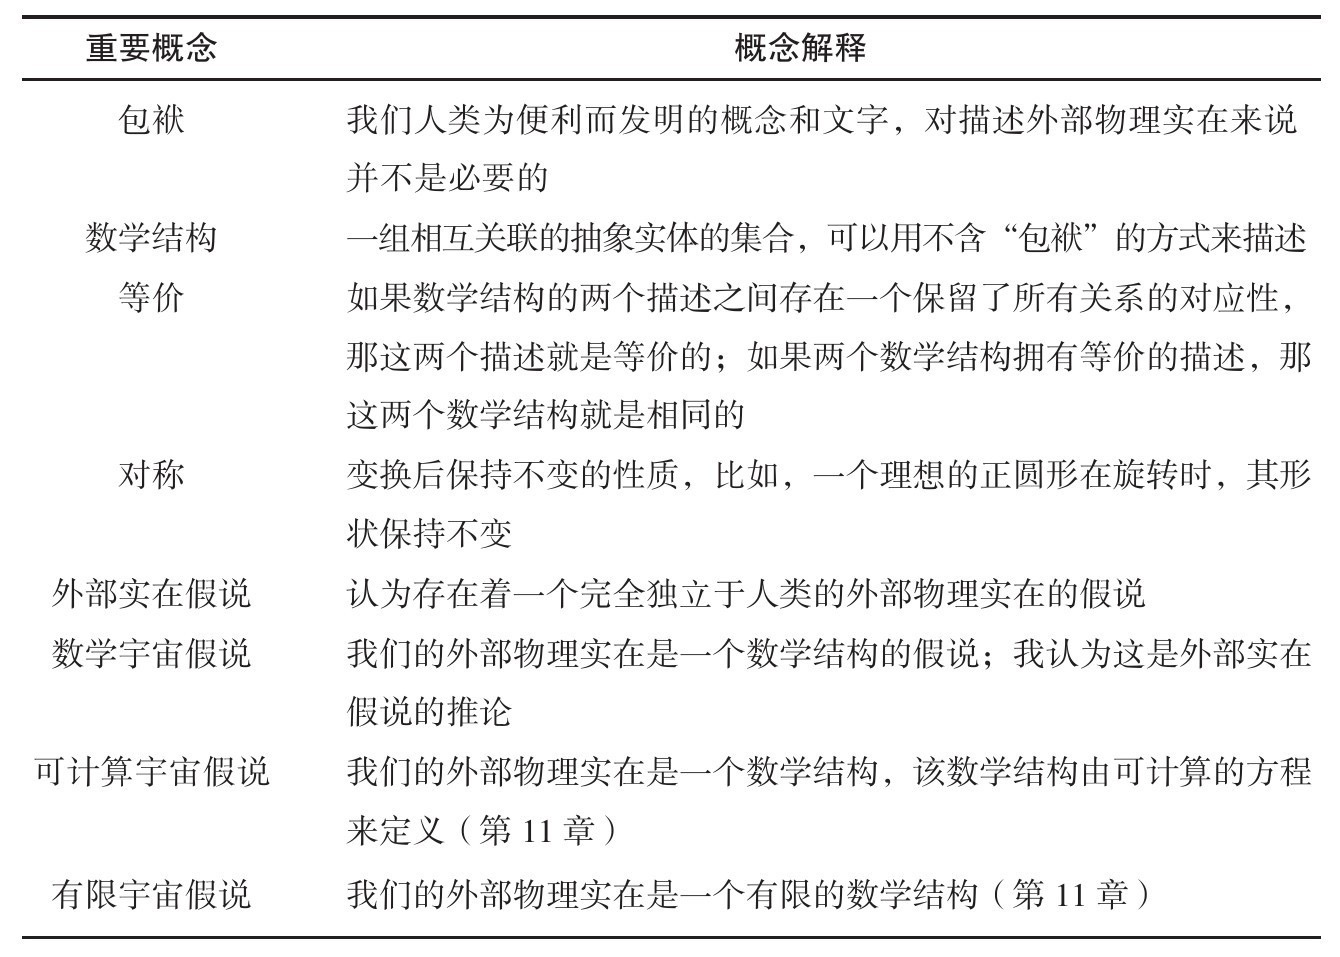 重要概念 概念解释
包袱 我们人类为便利而发明的概念和文字，对描述外部物理实在来说
并不是必要的
数学结构 一组相互关联的抽象实体的集合，可以用不含“包袱”的方式来描述
等价 如果数学结构的两个描述之间存在一个保留了所有关系的对应性，
那这两个描述就是等价的；如果两个数学结构拥有等价的描述，那
这两个数学结构就是相同的
对称 变换后保持不变的性质，比如，一个理想的正圆形在旋转时，其形
状保持不变
外部实在假说 认为存在着一个完全独立于人类的外部物理实在的假说
数学宇宙假说 我们的外部物理实在是一个数学结构的假说；我认为这是外部实在
假说的推论
可计算宇宙假说 我们的外部物理实在是一个数学结构，该数学结构由可计算的方程
来定义（第 11 章）
有限宇宙假说 我们的外部物理实在是一个有限的数学结构（第 11 章）